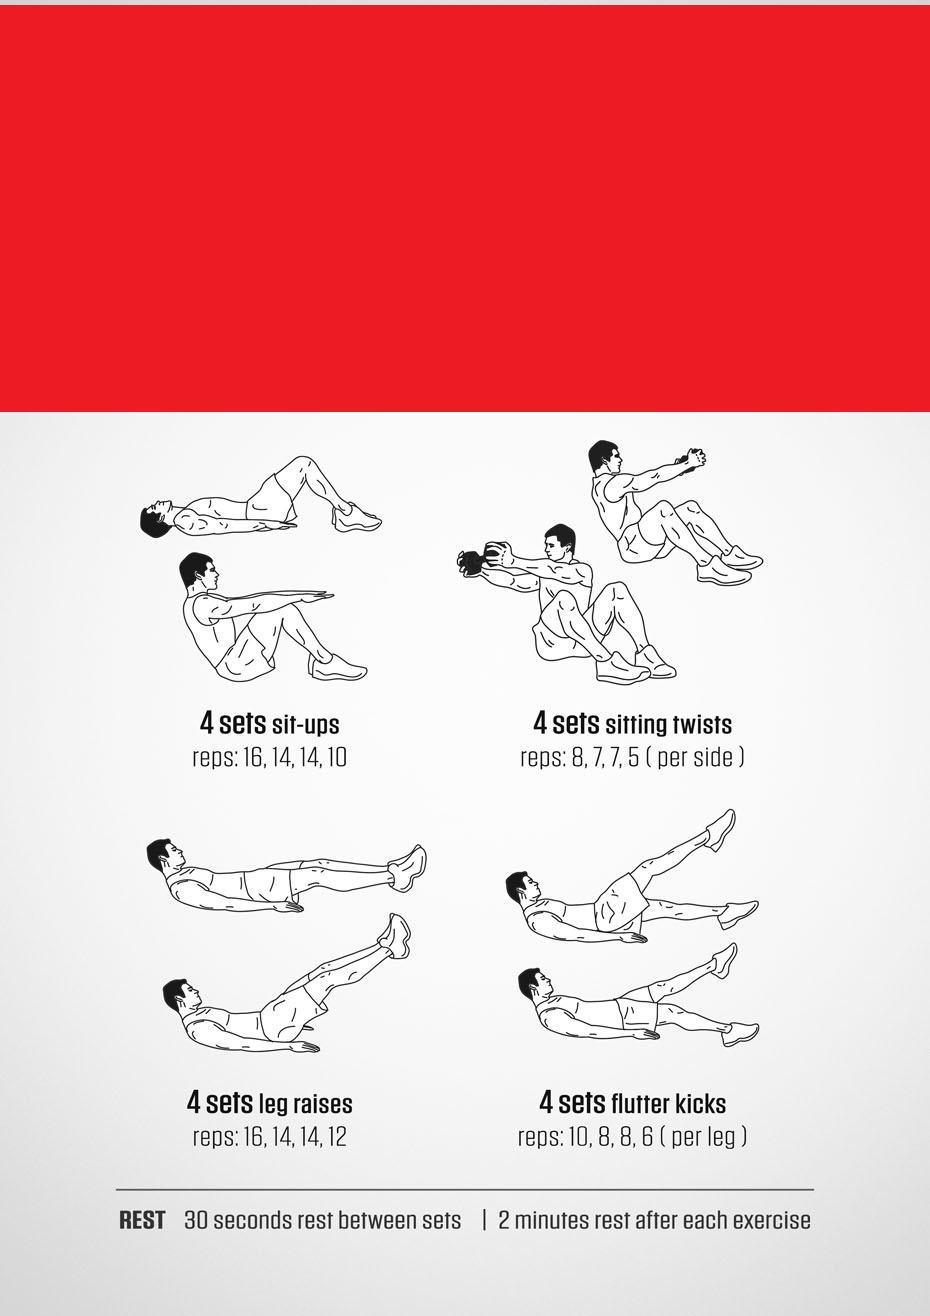 4 sets sit-ups
reps: 16, 14, 14, 10
4 sets sitting twists
reps: 8, 7, 7, 5 ( per side )
4 sets leg raises
reps: 16, 14, 14, 12
4 sets flutter kicks
reps: 10, 8, 8, 6 ( per leg )
REST 30 seconds rest between sets | 2 minutes rest after each exercise